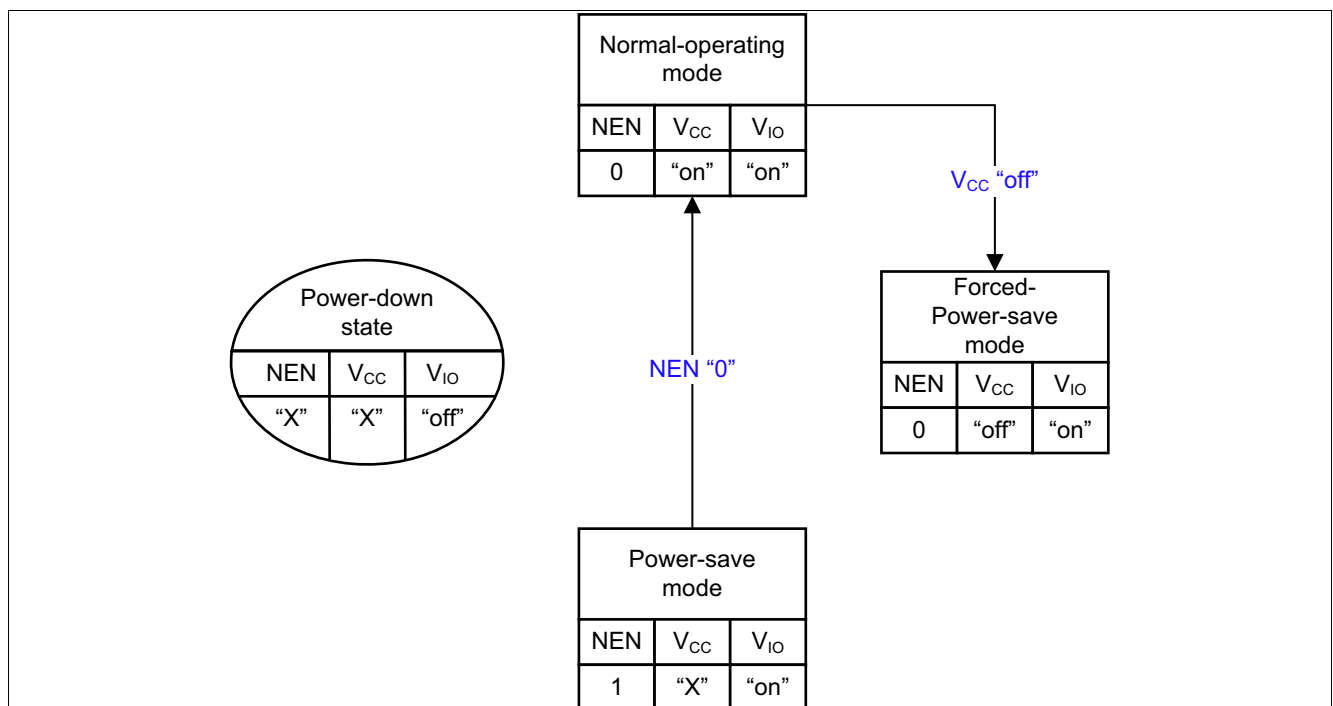 Normal-operating
mode
NEN VCC VIO
0 “on” “on”
VCC “off”
Power-down
state
NEN VCC VIO
“X” “X” “off”
NEN “0”
Forced-
Power-save
mode
NEN VCC VIO
0 “off” “on”
Power-save
mode
NEN VCC VIO
1 “X” “on”